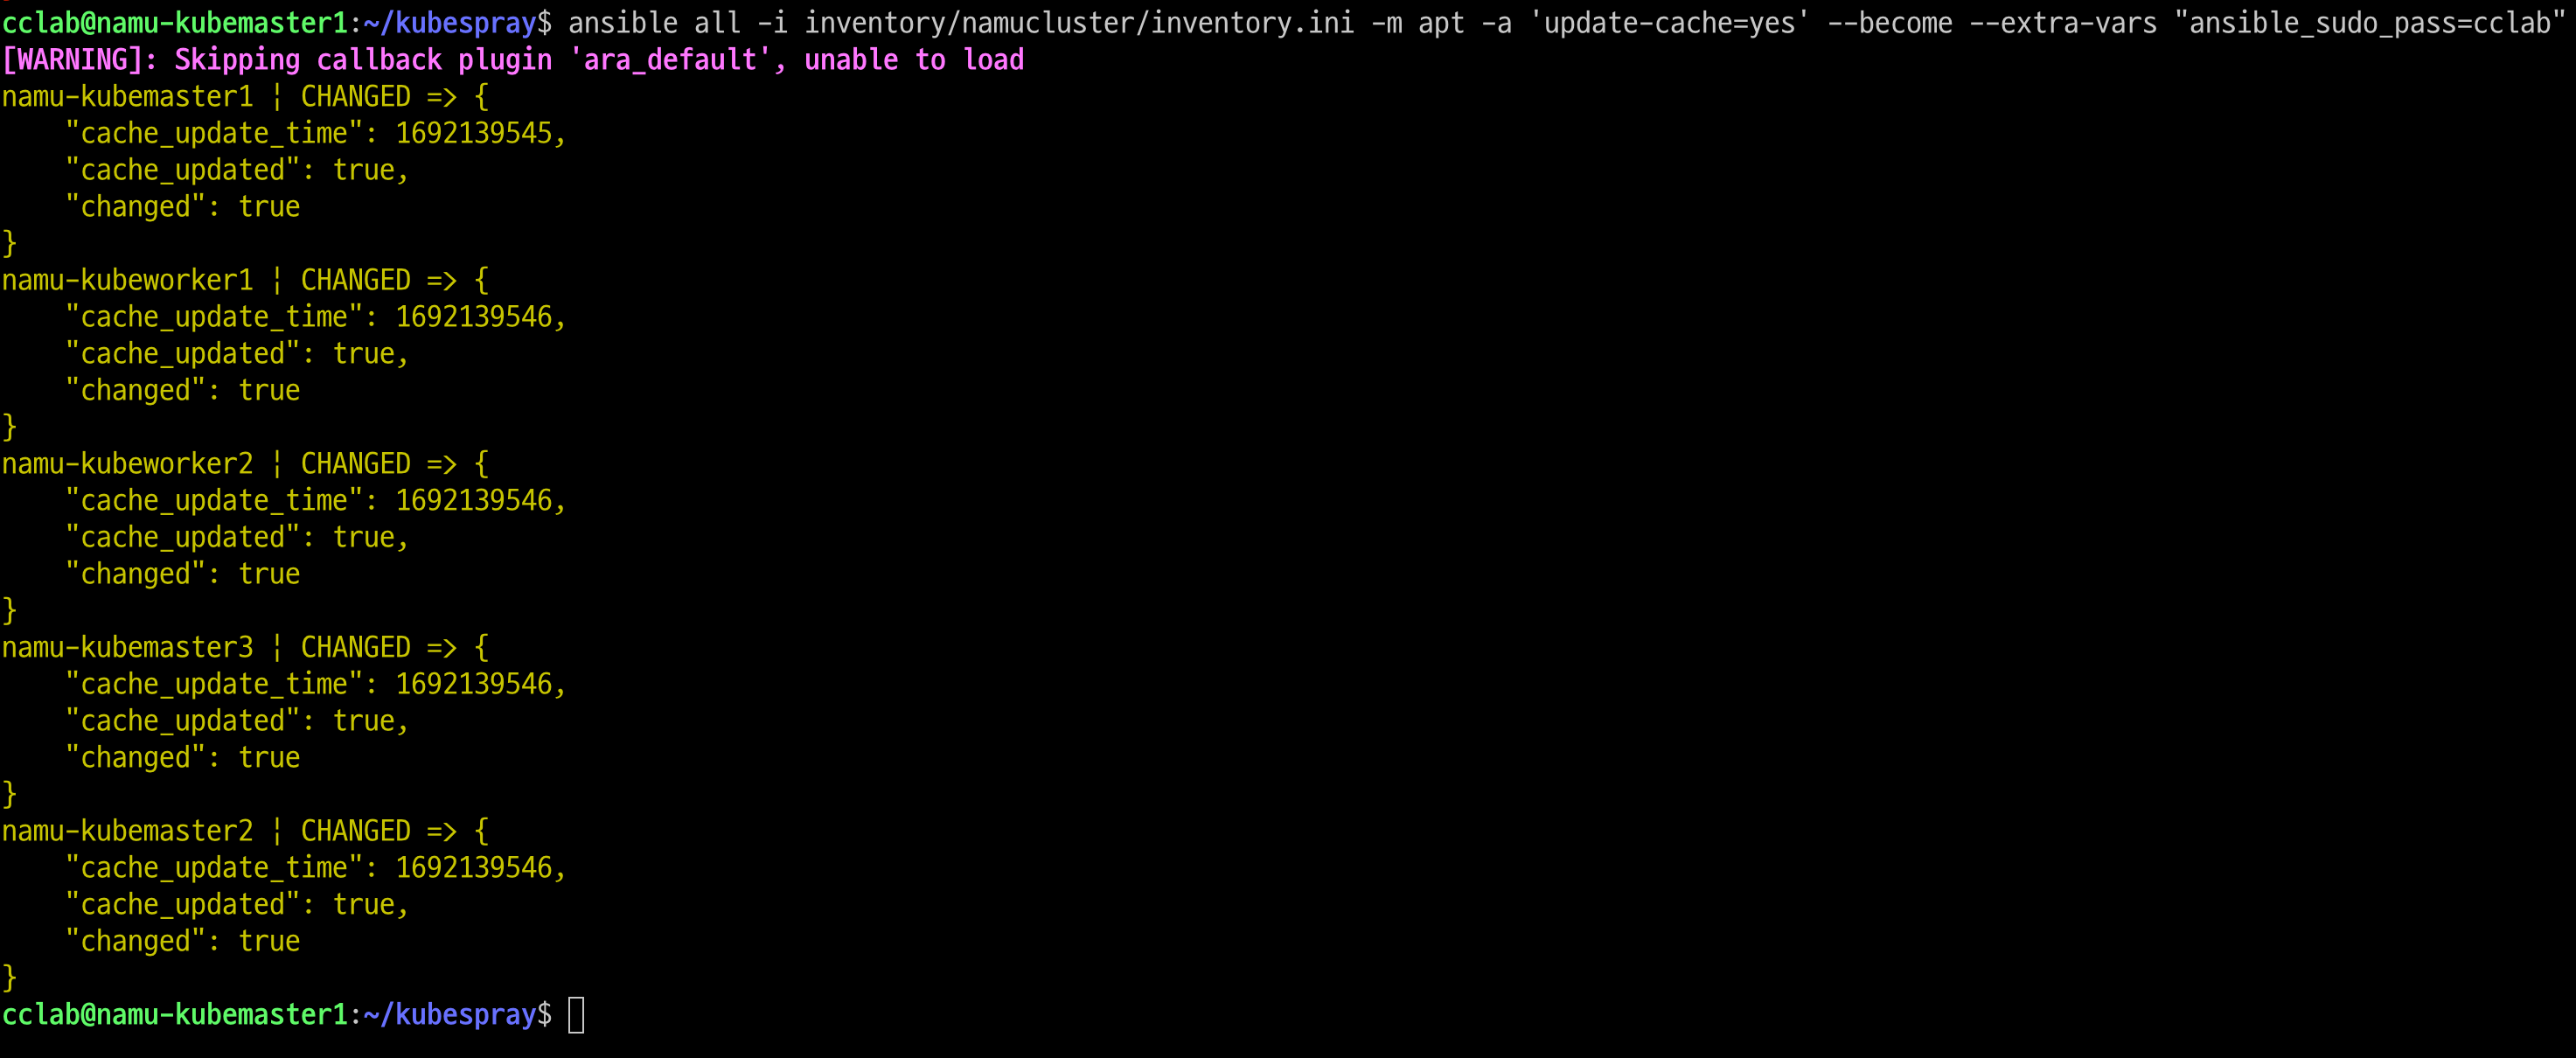 cclab@namu-kubemaster1:~/kubespray$ ansible all -i inventory/namucluster/inventory.ini -m apt -a 'update-cache=yes' --become --extra-vars "ansible_sudo_pass=cclab"
[WARNING]: Skipping callback plugin 'ara_default', unable to load
namu-kubemaster1 | CHANGED => {
    "cache_update_time": 1692139545,
    "cache_updated": true,
    "changed": true
}
namu-kubeworker1 | CHANGED => {
    "cache_update_time": 1692139546,
    "cache_updated": true,
    "changed": true
}
namu-kubeworker2 | CHANGED => {
    "cache_update_time": 1692139546,
    "cache_updated": true,
    "changed": true
}
namu-kubemaster3 | CHANGED => {
    "cache_update_time": 1692139546,
    "cache_updated": true,
    "changed": true
}
namu-kubemaster2 | CHANGED => {
    "cache_update_time": 1692139546,
    "cache_updated": true,
    "changed": true
}
cclab@namu-kubemaster1:~/kubespray$